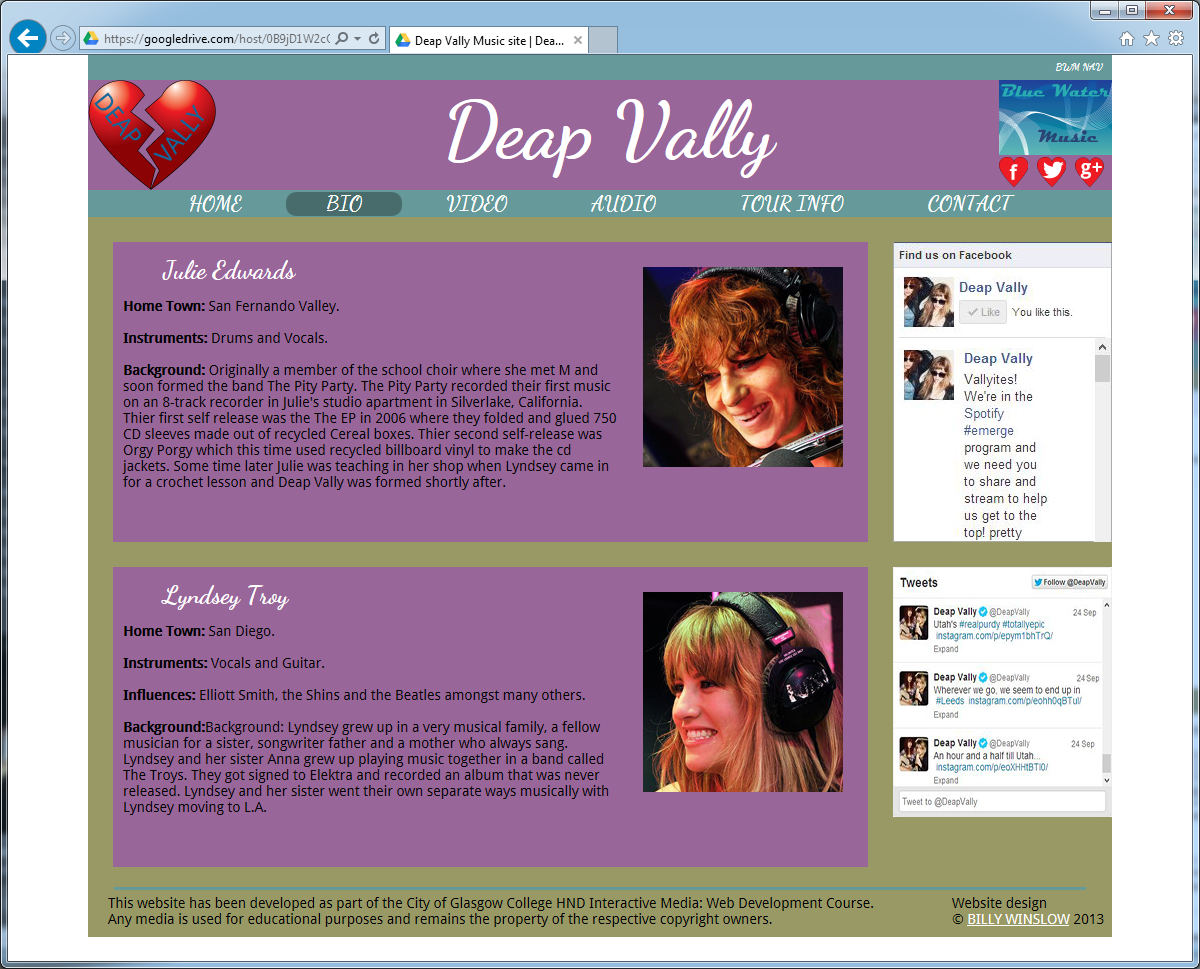 https://googledrive.com/host/0B9jD1W2c
Deap Vally Music site | Dea...
BWM NAV
DEAP VALLY
Deap Vally
Blue Water
Music
f
g+
HOME BIO VIDEO AUDIO TOUR INFO CONTACT
Julie Edwards
Home Town: San Fernando Valley.
Instruments: Drums and Vocals.
Background: Originally a member of the school choir where she met M and
soon formed the band The Pity Party. The Pity Party recorded their first music
on an 8-track recorder in Julie's studio apartment in Silverlake, California.
Thier first self release was the The EP in 2006 where they folded and glued 750
CD sleeves made out of recycled Cereal boxes. Thier second self-release was
Orgy Porgy which this time used recycled billboard vinyl to make the cd
jackets. Some time later Julie was teaching in her shop when Lyndsey came in
for a crochet lesson and Deap Vally was formed shortly after.
Find us on Facebook
Deap Vally
Like You like this.
Deap Vally
Vallyites!
We're in the
Spotify
#emerge
program and
we need you
to share and
stream to help
us get to the
top! pretty
Lyndsey Troy
Home Town: San Diego.
Instruments: Vocals and Guitar.
Influences: Elliott Smith, the Shins and the Beatles amongst many others.
Background:Background: Lyndsey grew up in a very musical family, a fellow
musician for a sister, songwriter father and a mother who always sang.
Lyndsey and her sister Anna grew up playing music together in a band called
The Troys. They got signed to Elektra and recorded an album that was never
released. Lyndsey and her sister went their own separate ways musically with
Lyndsey moving to L.A.
Tweets Follow @DeapVally
Deap Vally @DeapVally 24 Sep
Utah's #realpurdy #totallyepic
instagram.com/p/epym1bhTrQ/
Expand
Deap Vally @DeapVally 24 Sep
Wherever we go, we seem to end up in
#Leeds instagram.com/p/eohh0qBTul/
Expand
Deap Vally @DeapVally 24 Sep
An hour and a half till Utah...
instagram.com/p/eoXHHtBTl0/
Expand
Tweet to @DeapVally
This website has been developed as part of the City of Glasgow College HND Interactive Media: Web Development Course.
Any media is used for educational purposes and remains the property of the respective copyright owners.
Website design
© BILLY WINSLOW 2013